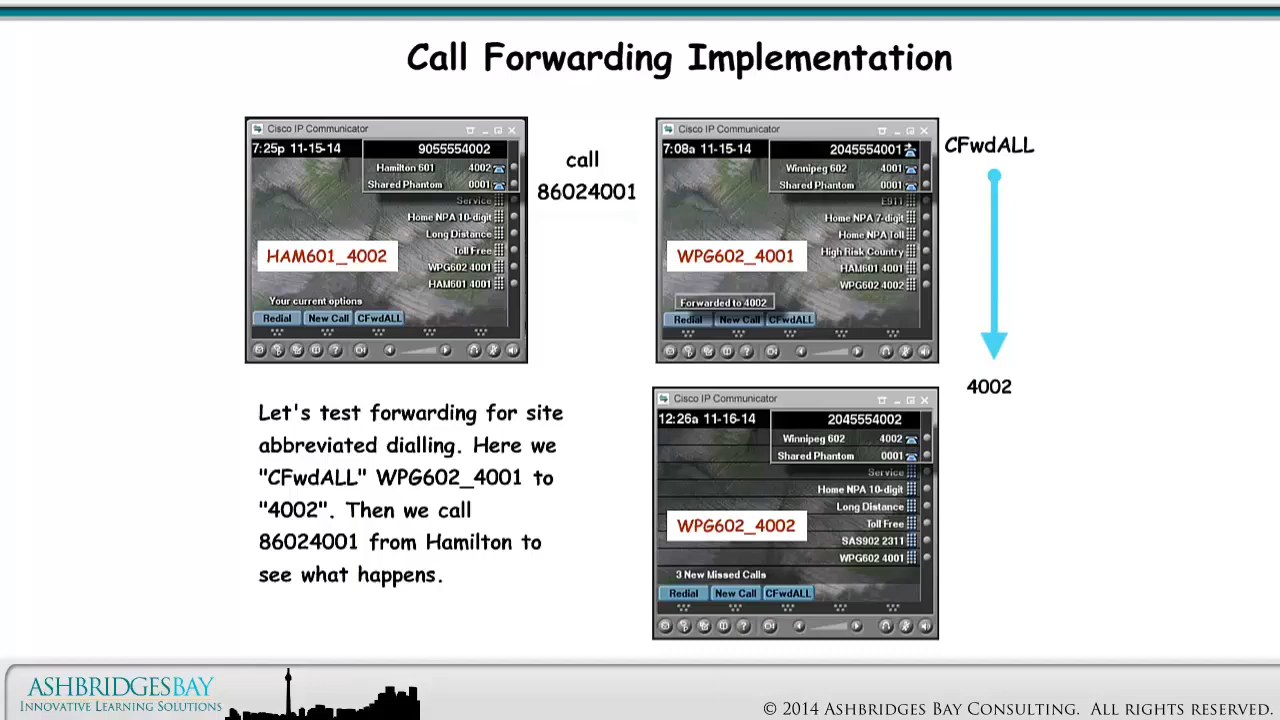 Call Forwarding Implementation
Cisco IP Communicator
7:25p 11-15-14
9055554002
Hamilton 601 4002
Shared Phantom 0001
Service
Home NPA 10-digit
Long Distance
Toll Free
HAM601_4002
WPG602 4001
HAM601 4001
Your current options
Redial New Call CFwdALL
call
86024001
Cisco IP Communicator
7:08a 11-15-14
2045554001
Winnipeg 602 4001
Shared Phantom 0001
E911
Home NPA 7-digit
Home NPA Toll
High Risk Country
WPG602_4001
HAM601 4001
WPG602 4002
Forwarded to 4002
Redial New Call CFwdALL
CFwdALL
4002
Let's test forwarding for site
abbreviated dialling. Here we
"CFwdALL" WPG602_4001 to
"4002". Then we call
86024001 from Hamilton to
see what happens.
Cisco IP Communicator
12:26a 11-16-14
2045554002
Winnipeg 602 4002
Shared Phantom 0001
Service
Home NPA 10-digit
Long Distance
Toll Free
WPG602_4002
SAS902 2311
WPG602 4001
3 New Missed Calls
Redial New Call CFwdALL
ASHBRIDGESBAY
INNOVATIVE LEARNING SOLUTIONS
© 2014 ASHBRIDGES BAY CONSULTING. ALL RIGHTS RESERVED.